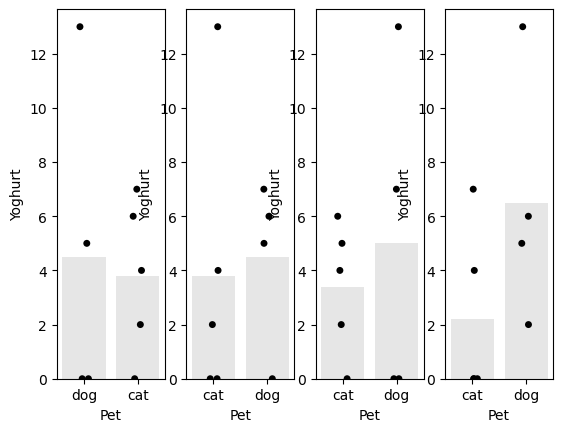 12 12 12 12
10 10 10 10
8 8 8 8
Yoghurt Yoghurt Yoghurt Yoghurt
6 6 6 6
4 4 4 4
2 2 2 2
0 0 0 0
dog cat cat dog cat dog cat dog
Pet Pet Pet Pet